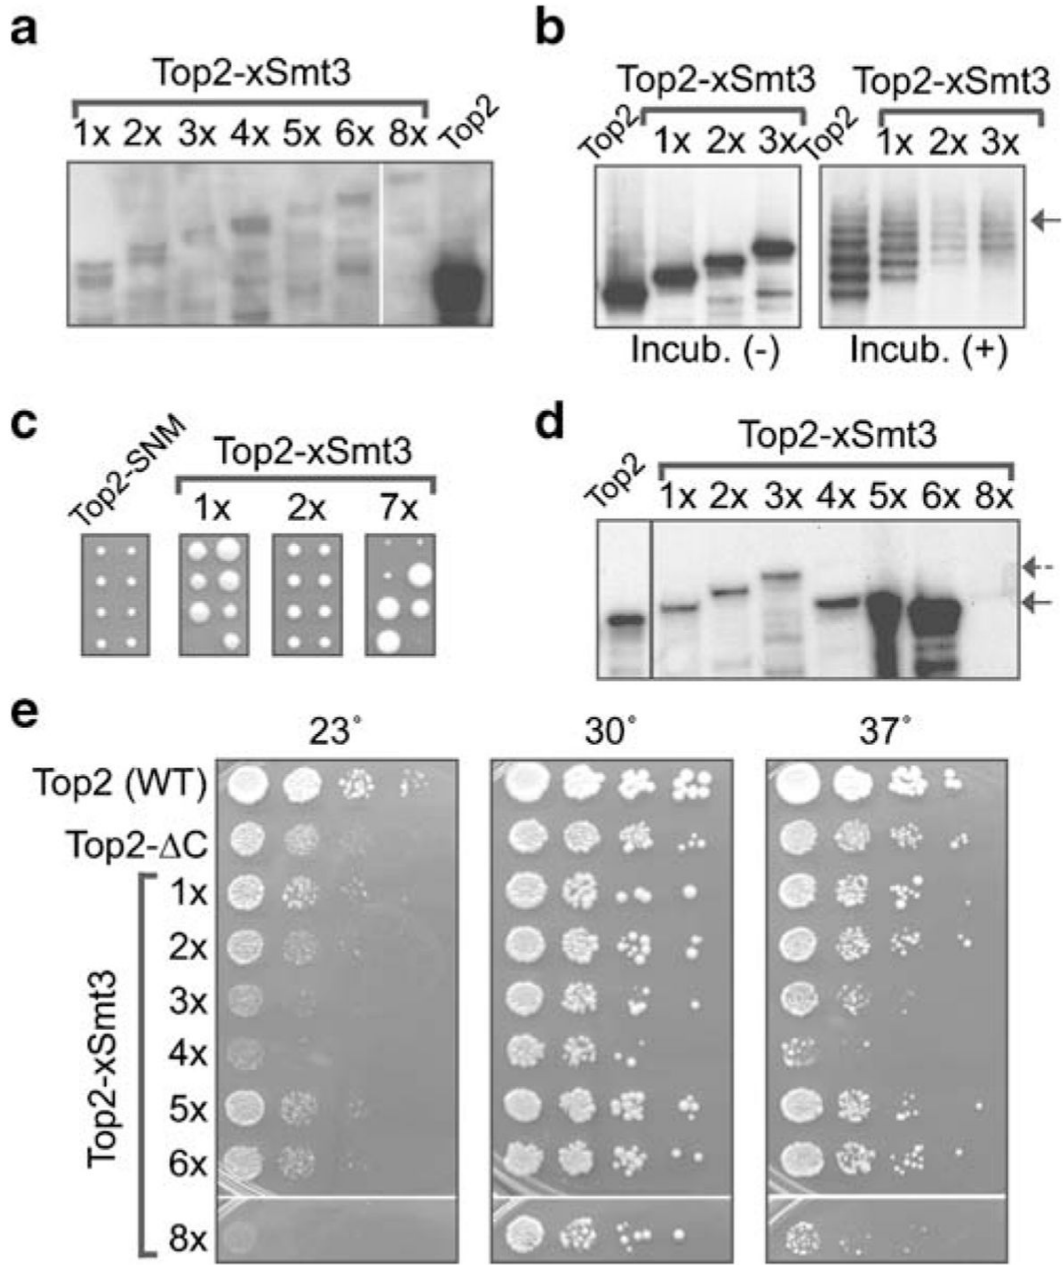 a
Top2-xSmt3
1x 2x 3x 4x 5x 6x 8x Top2
b
Top2-xSmt3 Top2-xSmt3
Top2 1x 2x 3x Top2 1x 2x 3x
Incub. (-) Incub. (+)
c
Top2-SNM Top2-xSmt3
1x 2x 7x
d
Top2-xSmt3
Top2 1x 2x 3x 4x 5x 6x 8x
e
23° 30° 37°
Top2 (WT)
Top2-ΔC
Top2-xSmt3
1x
2x
3x
4x
5x
6x
8x